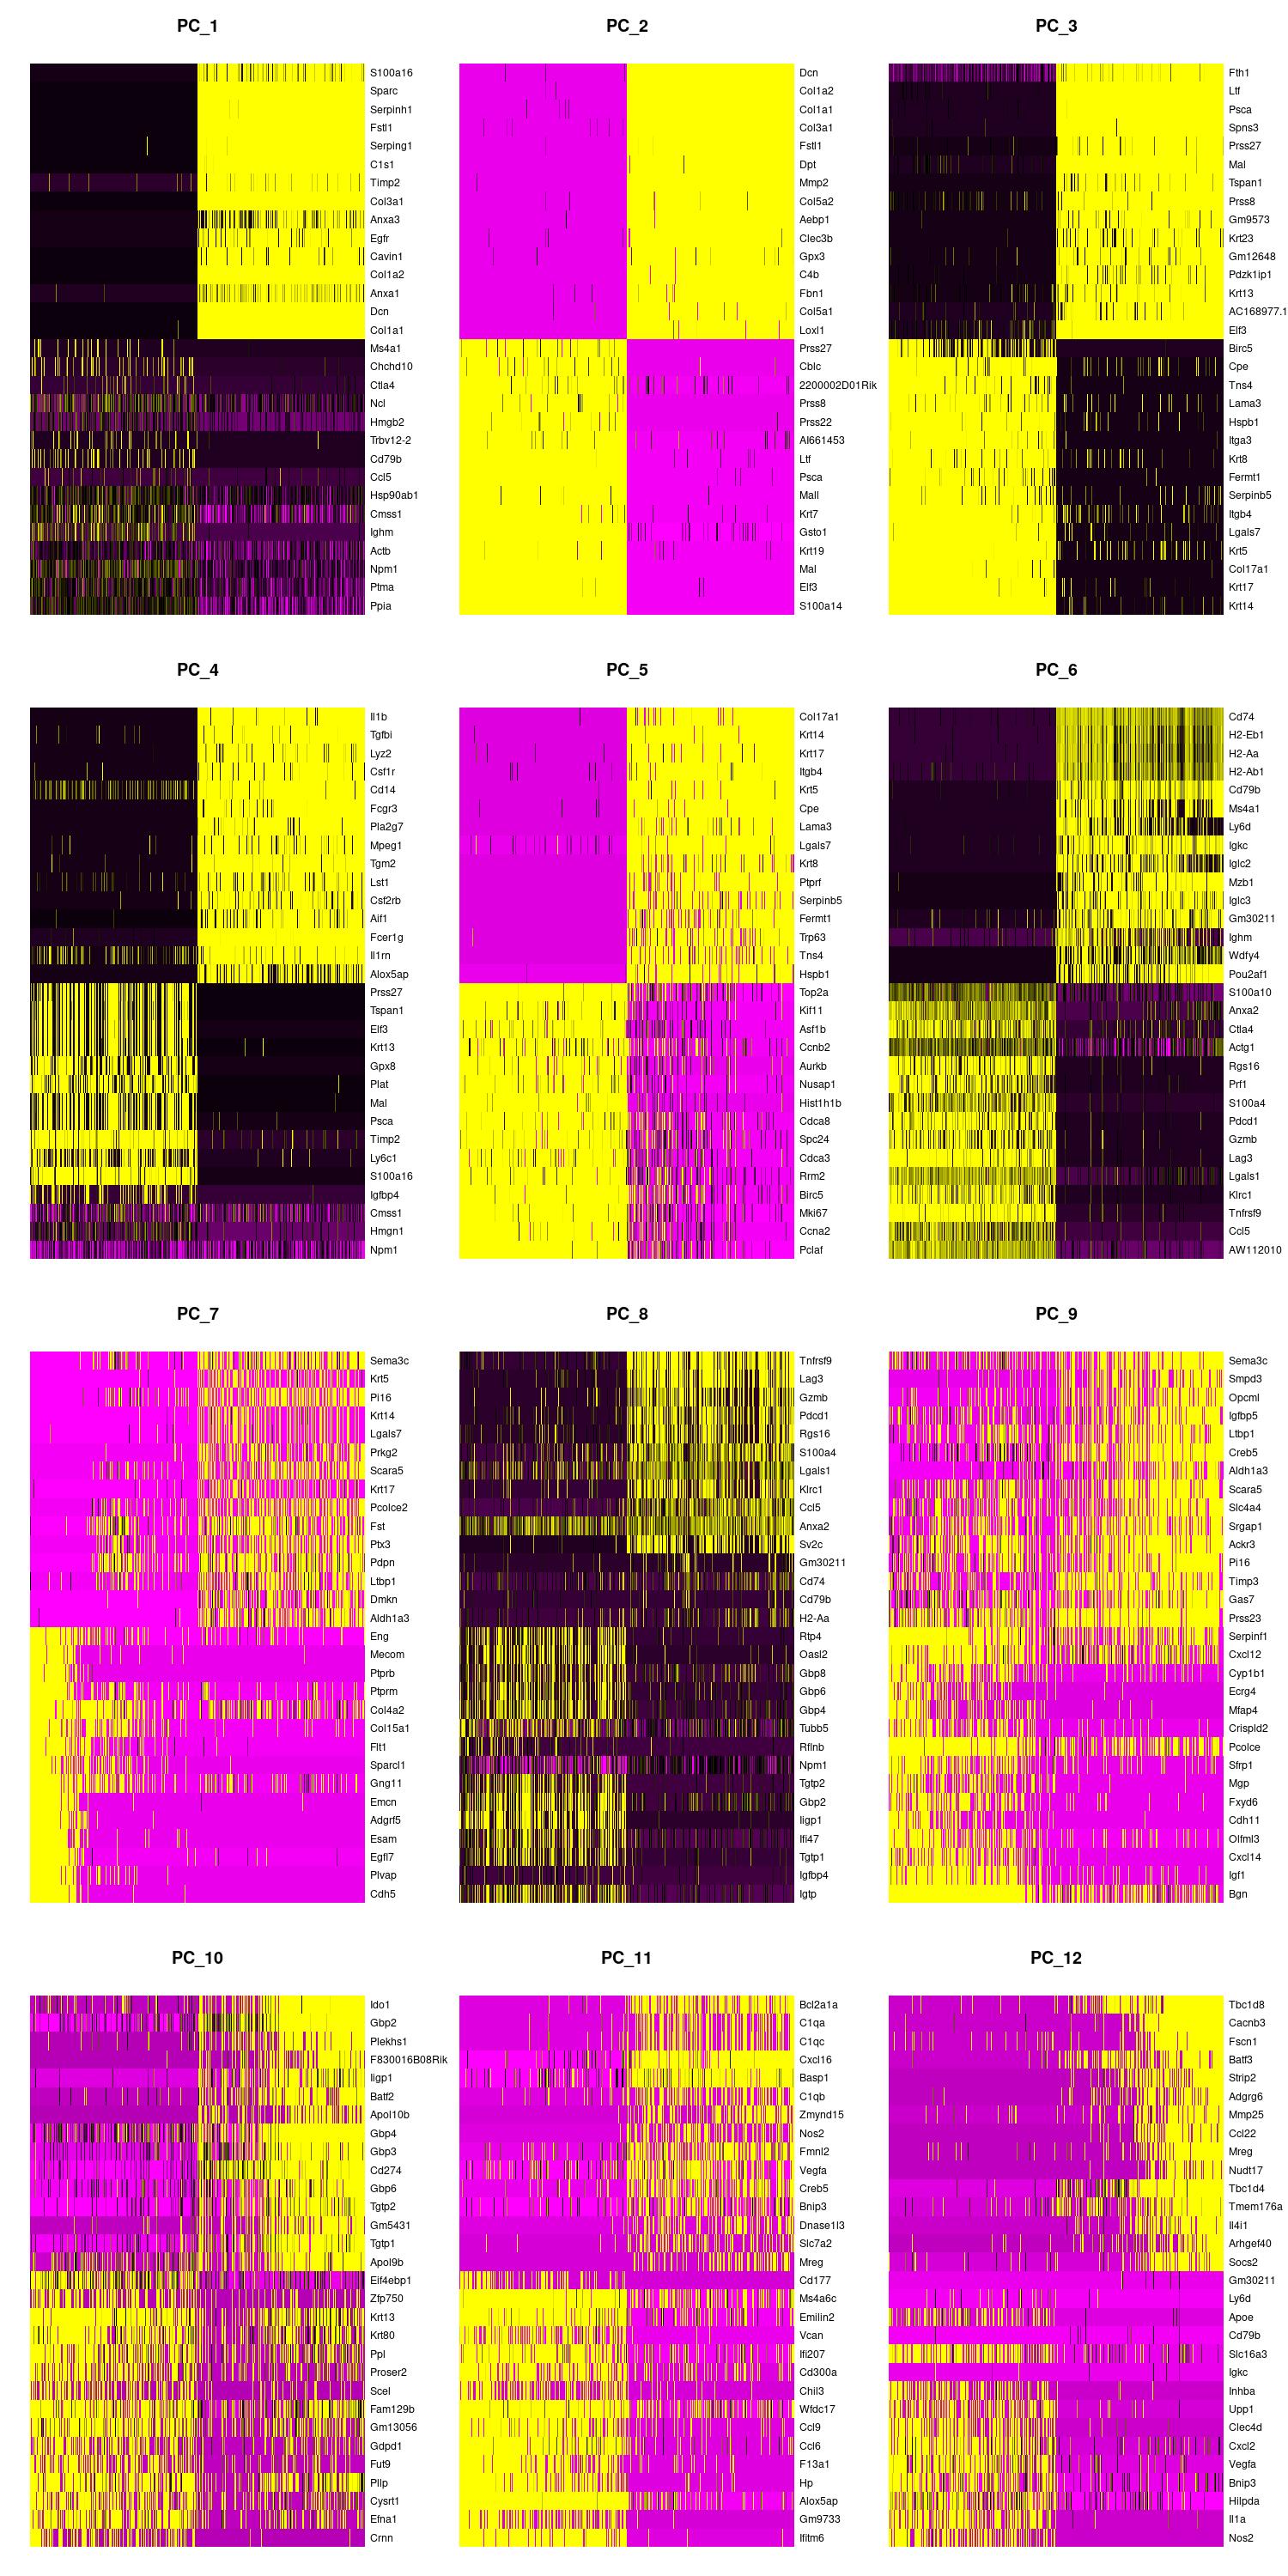 PC_1
S100a16
Sparc
Serpinh1
Fstl1
Serping1
C1s1
Timp2
Col3a1
Anxa3
Egfr
Cavin1
Col1a2
Anxa1
Dcn
Col1a1
Ms4a1
Chchd10
Ctla4
Ncl
Hmgb2
Trbv12-2
Cd79b
Ccl5
Hsp90ab1
Cmss1
Ighm
Actb
Npm1
Ptma
Ppia
PC_2
Dcn
Col1a2
Col1a1
Col3a1
Fstl1
Dpt
Mmp2
Col5a2
Aebp1
Clec3b
Gpx3
C4b
Fbn1
Col5a1
Loxl1
Prss27
Cblc
2200002D01Rik
Prss8
Prss22
AI661453
Ltf
Psca
Mall
Krt7
Gsto1
Krt19
Mal
Elf3
S100a14
PC_3
Fth1
Ltf
Psca
Spns3
Prss27
Mal
Tspan1
Prss8
Gm9573
Krt23
Gm12648
Pdzk1ip1
Krt13
AC168977.1
Elf3
Birc5
Cpe
Tns4
Lama3
Hspb1
Itga3
Krt8
Fermt1
Serpinb5
Itgb4
Lgals7
Krt5
Col17a1
Krt17
Krt14
PC_4
Il1b
Tgfbi
Lyz2
Csf1r
Cd14
Fcgr3
Pla2g7
Mpeg1
Tgm2
Lst1
Csf2rb
Aif1
Fcer1g
Il1rn
Alox5ap
Prss27
Tspan1
Elf3
Krt13
Gpx8
Plat
Mal
Psca
Timp2
Ly6c1
S100a16
Igfbp4
Cmss1
Hmgn1
Npm1
PC_5
Col17a1
Krt14
Krt17
Itgb4
Krt5
Cpe
Lama3
Lgals7
Krt8
Ptprf
Serpinb5
Fermt1
Trp63
Tns4
Hspb1
Top2a
Kif11
Asf1b
Ccnb2
Aurkb
Nusap1
Hist1h1b
Cdca8
Spc24
Cdca3
Rrm2
Birc5
Mki67
Ccna2
Pclaf
PC_6
Cd74
H2-Eb1
H2-Aa
H2-Ab1
Cd79b
Ms4a1
Ly6d
Igkc
Iglc2
Mzb1
Iglc3
Gm30211
Ighm
Wdfy4
Pou2af1
S100a10
Anxa2
Ctla4
Actg1
Rgs16
Prf1
S100a4
Pdcd1
Gzmb
Lag3
Lgals1
Klrc1
Tnfrsf9
Ccl5
AW112010
PC_7
Sema3c
Krt5
Pi16
Krt14
Lgals7
Prkg2
Scara5
Krt17
Pcolce2
Fst
Ptx3
Pdpn
Ltbp1
Dmkn
Aldh1a3
Eng
Mecom
Ptprb
Ptprm
Col4a2
Col15a1
Flt1
Sparcl1
Gng11
Emcn
Adgrf5
Esam
Egfl7
Plvap
Cdh5
PC_8
Tnfrsf9
Lag3
Gzmb
Pdcd1
Rgs16
S100a4
Lgals1
Klrc1
Ccl5
Anxa2
Sv2c
Gm30211
Cd74
Cd79b
H2-Aa
Rtp4
Oasl2
Gbp8
Gbp6
Gbp4
Tubb5
Rflnb
Npm1
Tgtp2
Gbp2
Iigp1
Ifi47
Tgtp1
Igfbp4
Igtp
PC_9
Sema3c
Smpd3
Opcml
Igfbp5
Ltbp1
Creb5
Aldh1a3
Scara5
Slc4a4
Srgap1
Ackr3
Pi16
Timp3
Gas7
Prss23
Serpinf1
Cxcl12
Cyp1b1
Ecrg4
Mfap4
Crispld2
Pcolce
Sfrp1
Mgp
Fxyd6
Cdh11
Olfml3
Cxcl14
Igf1
Bgn
PC_10
Ido1
Gbp2
Plekhs1
F830016B08Rik
Iigp1
Batf2
Apol10b
Gbp4
Gbp3
Cd274
Gbp6
Tgtp2
Gm5431
Tgtp1
Apol9b
Eif4ebp1
Zfp750
Krt13
Krt80
Ppl
Proser2
Scel
Fam129b
Gm13056
Gdpd1
Fut9
Pllp
Cysrt1
Efna1
Crnn
PC_11
Bcl2a1a
C1qa
C1qc
Cxcl16
Basp1
C1qb
Zmynd15
Nos2
Fmnl2
Vegfa
Creb5
Bnip3
Dnase1l3
Slc7a2
Mreg
Cd177
Ms4a6c
Emilin2
Vcan
Ifi207
Cd300a
Chil3
Wfdc17
Ccl9
Ccl6
F13a1
Hp
Alox5ap
Gm9733
Ifitm6
PC_12
Tbc1d8
Cacnb3
Fscn1
Batf3
Strip2
Adgrg6
Mmp25
Ccl22
Mreg
Nudt17
Tbc1d4
Tmem176a
Il4i1
Arhgef40
Socs2
Gm30211
Ly6d
Apoe
Cd79b
Slc16a3
Igkc
Inhba
Upp1
Clec4d
Cxcl2
Vegfa
Bnip3
Hilpda
Il1a
Nos2